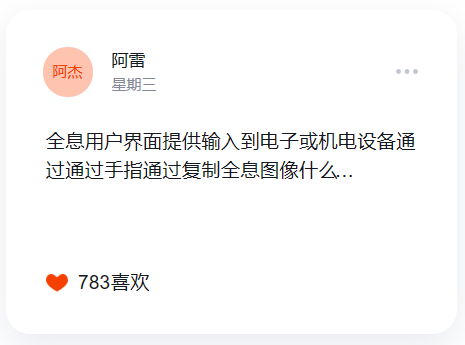 阿杰
阿雷
星期三
全息用户界面提供输入到电子或机电设备通
过通过手指通过复制全息图像什么...
783喜欢